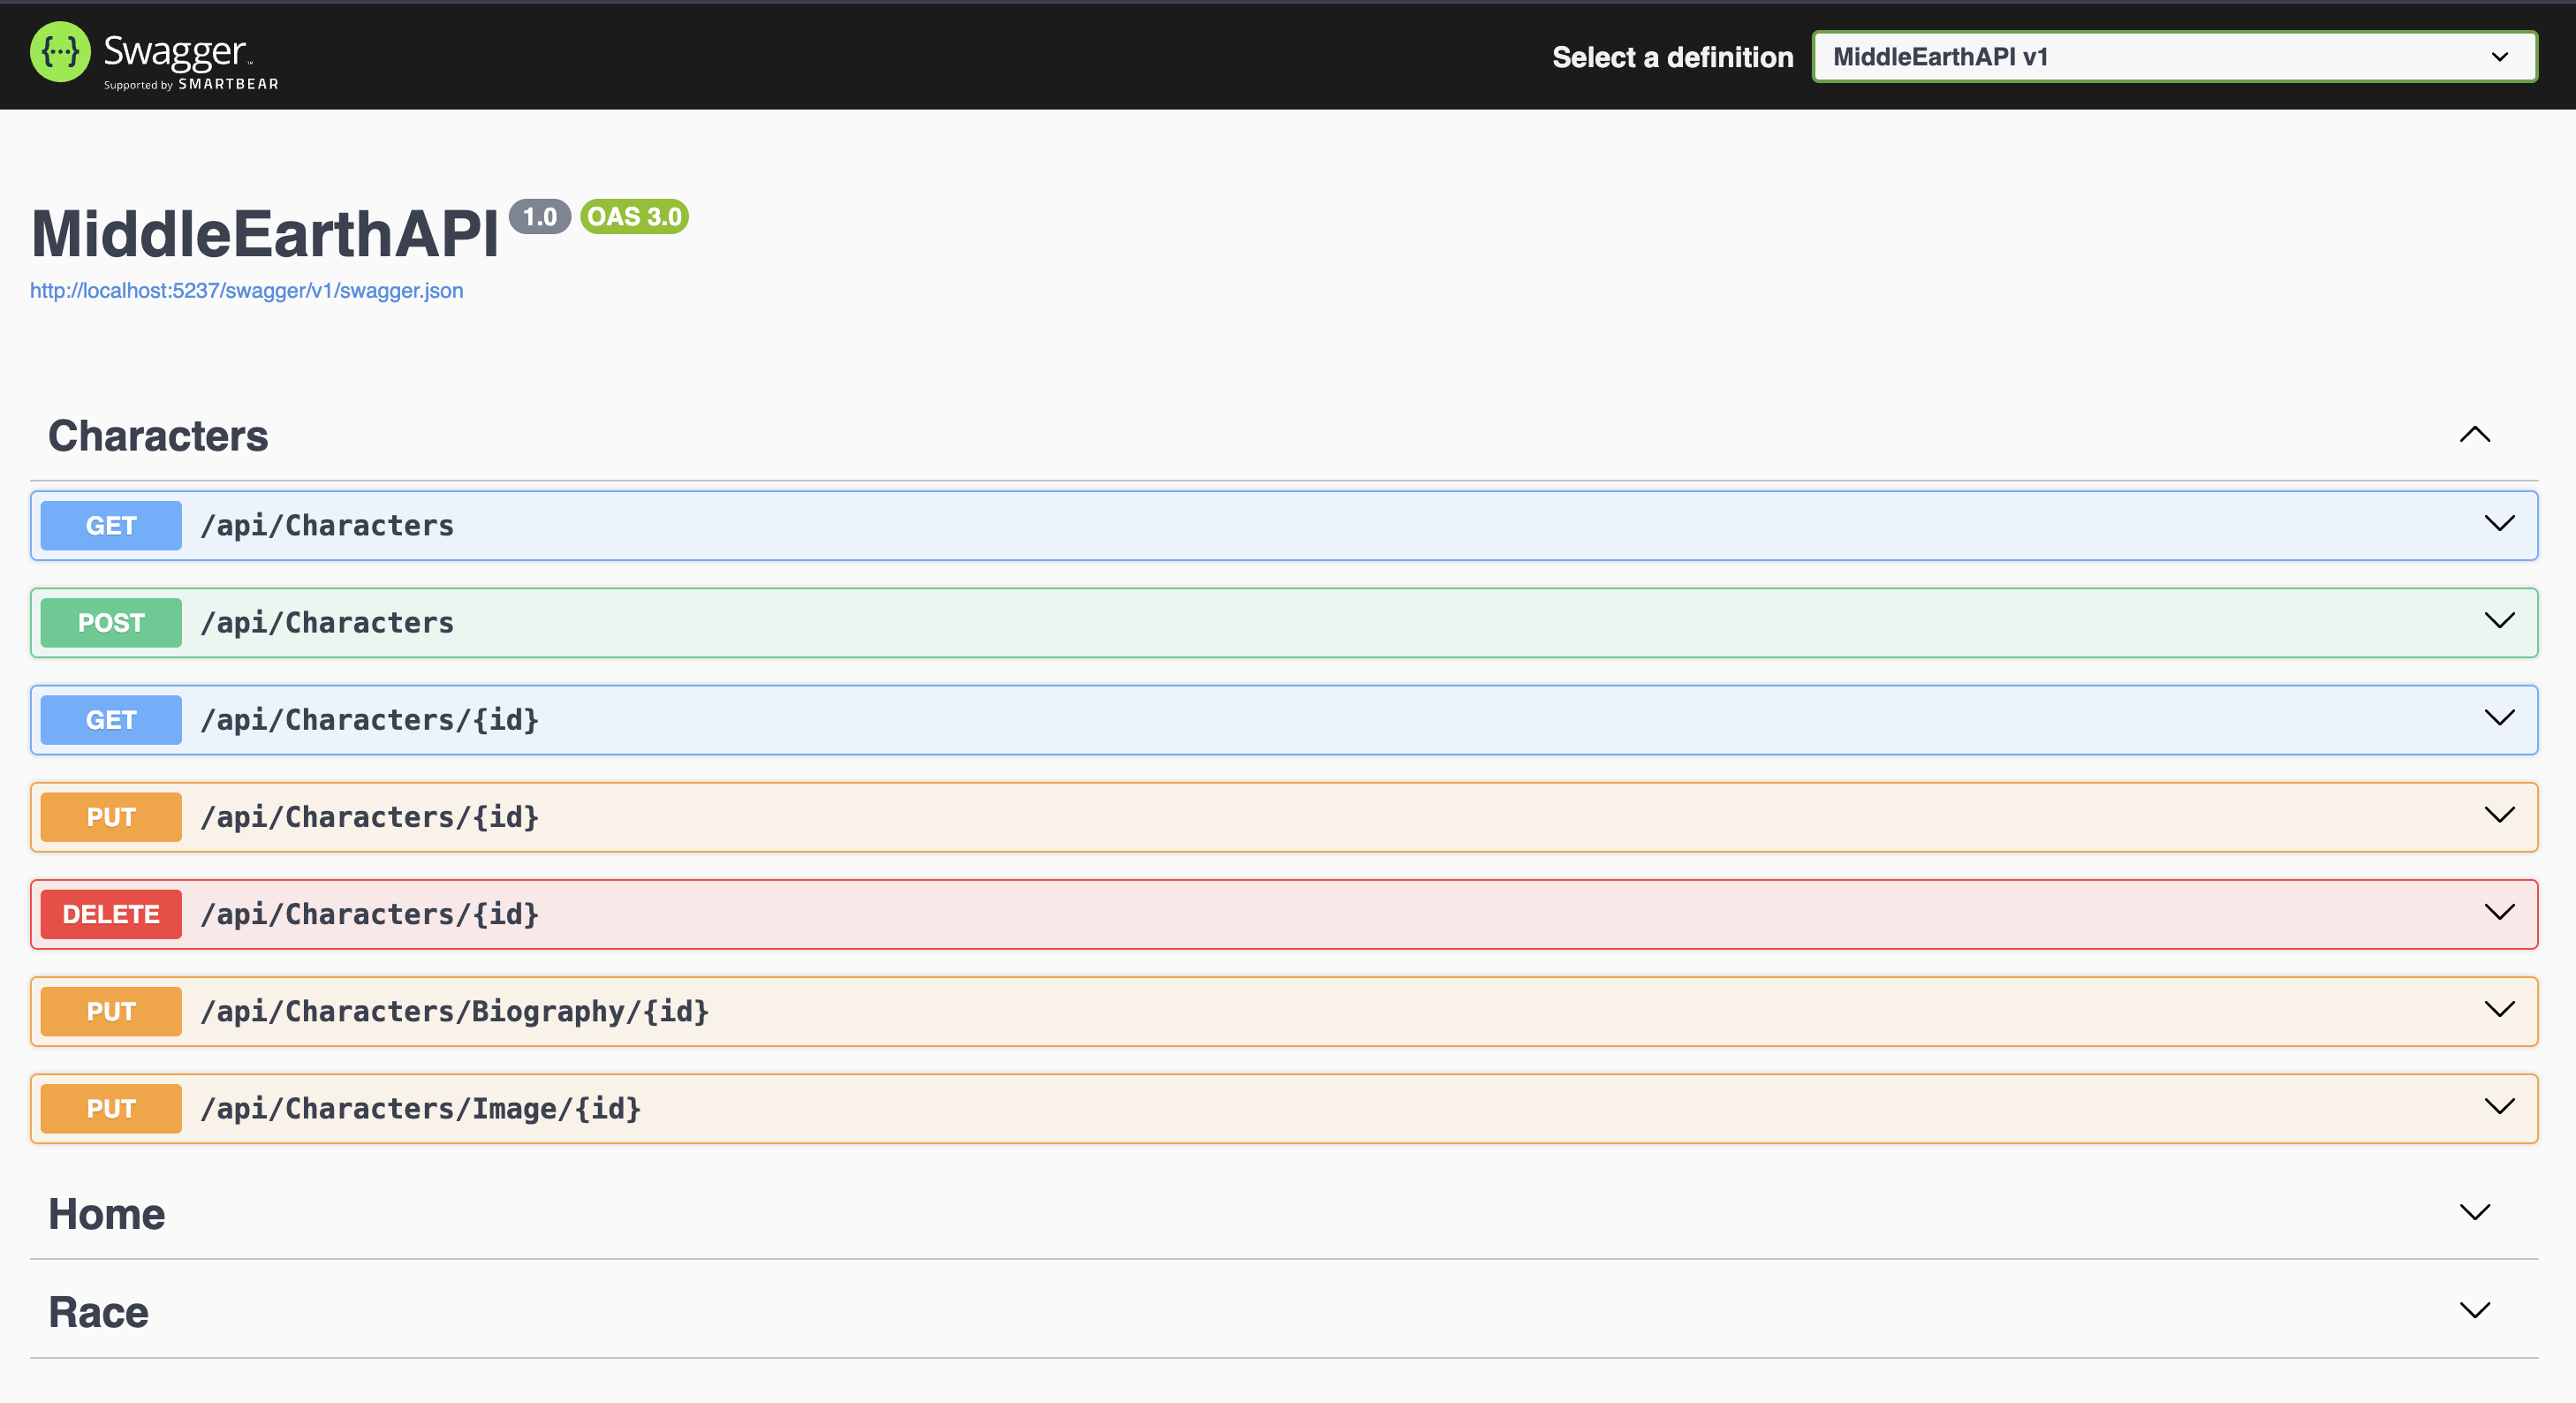 {···} Swagger™
Supported by SMARTBEAR
Select a definition
MiddleEarthAPI v1
MiddleEarthAPI 1.0 OAS 3.0
http://localhost:5237/swagger/v1/swagger.json
Characters
GET /api/Characters
POST /api/Characters
GET /api/Characters/{id}
PUT /api/Characters/{id}
DELETE /api/Characters/{id}
PUT /api/Characters/Biography/{id}
PUT /api/Characters/Image/{id}
Home
Race